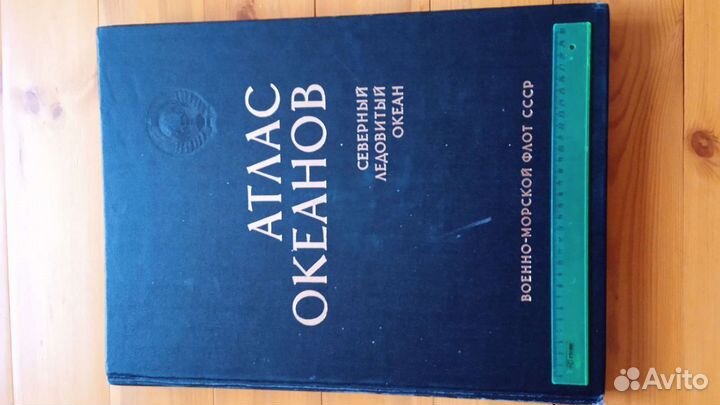 АТЛАС
ОКЕАНОВ
СЕВЕРНЫЙ
ЛЕДОВИТЫЙ
ОКЕАН
ВОЕННО-МОРСКОЙ ФЛОТ СССР
Avito